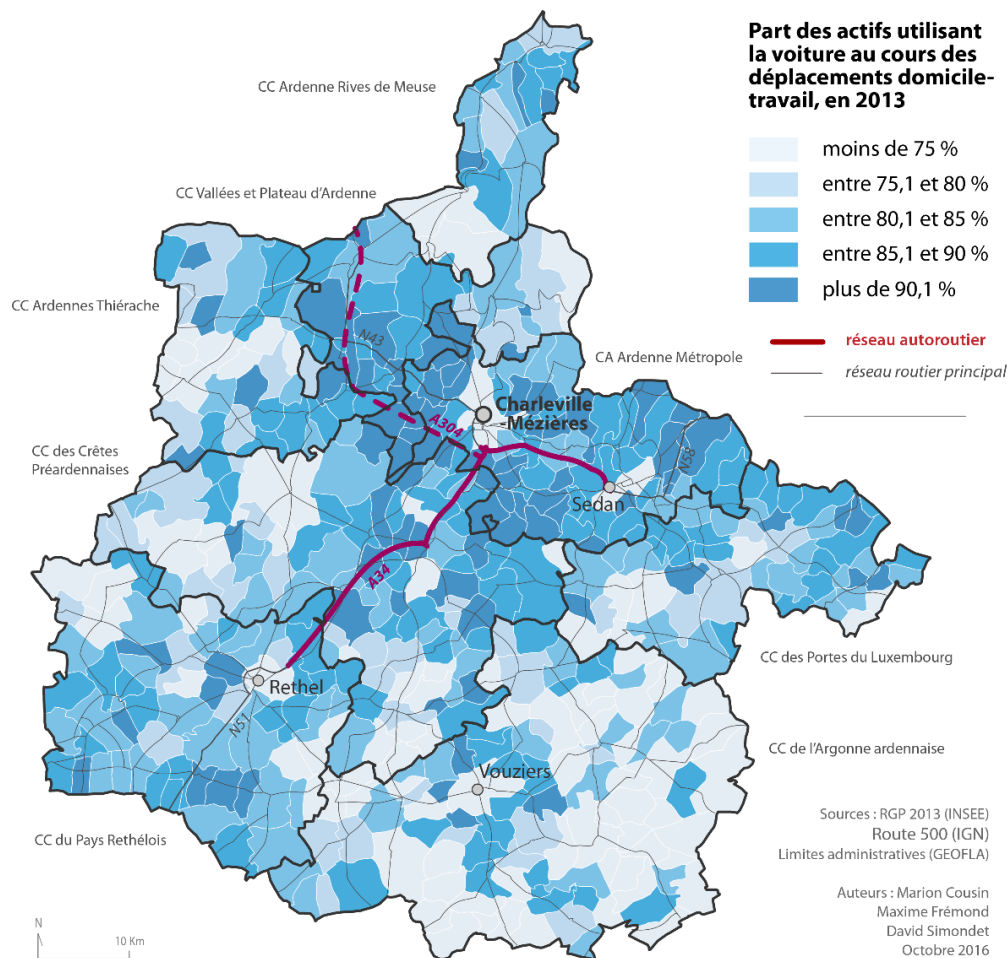 Part des actifs utilisant
la voiture au cours des
déplacements domicile-
travail, en 2013
moins de 75 %
entre 75,1 et 80 %
entre 80,1 et 85 %
entre 85,1 et 90 %
plus de 90,1 %
réseau autoroutier
réseau routier principal
CC Ardenne Rives de Meuse
CC Vallées et Plateau d'Ardenne
CC Ardennes Thiérache
N43
CA Ardenne Métropole
Charleville
-Mézières
A304
CC des Crêtes
Préardennaises
N58
Sedan
A34
CC des Portes du Luxembourg
Rethel
N51
CC de l'Argonne ardennaise
Vouziers
CC du Pays Rethélois
Sources : RGP 2013 (INSEE)
Route 500 (IGN)
Limites administratives (GEOFLA)
Auteurs : Marion Cousin
Maxime Frémond
David Simondet
Octobre 2016
N
10 Km